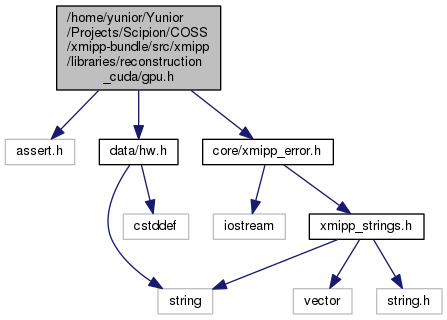 /home/yunior/Yunior
/Projects/Scipion/COSS
/xmipp-bundle/src/xmipp
/libraries/reconstruction
_cuda/gpu.h
assert.h
data/hw.h
core/xmipp_error.h
cstddef
iostream
xmipp_strings.h
string
vector
string.h